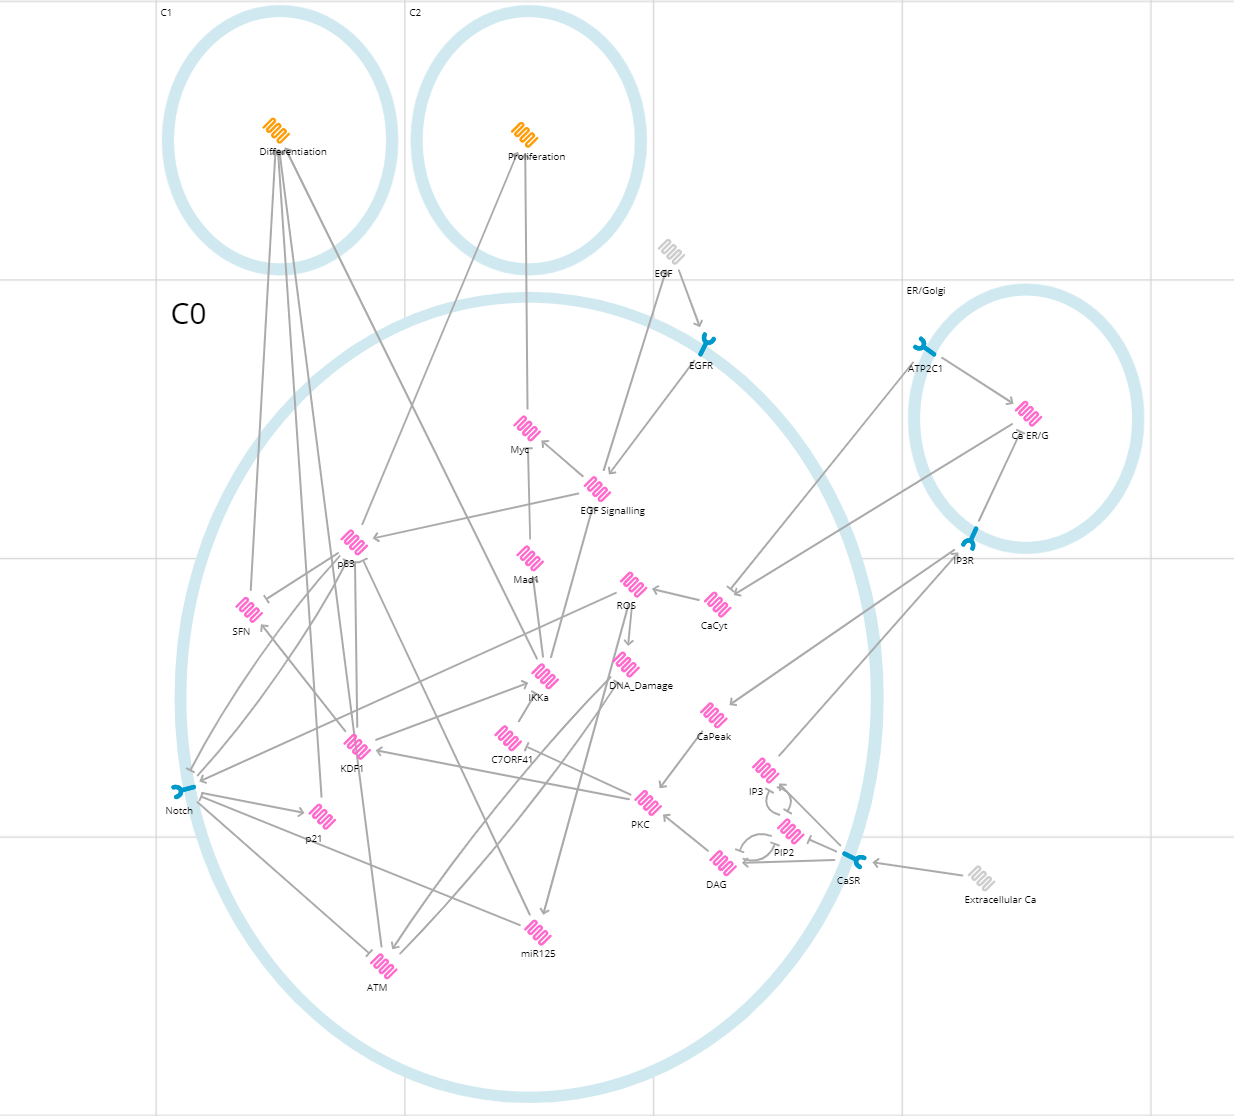 C1
C2
Differentiation
Proliferation
EGF
ER/Golgi
C0
EGFR
ATP2C1
Ca ER/G
Myc
EGF Signalling
p63
Mad1
IP3R
ROS
CaCyt
SFN
DNA_Damage
IKKa
CaPeak
C7ORF41
KDF1
IP3
Notch
PKC
p21
PIP2
DAG
CaSR
Extracellular Ca
miR125
ATM